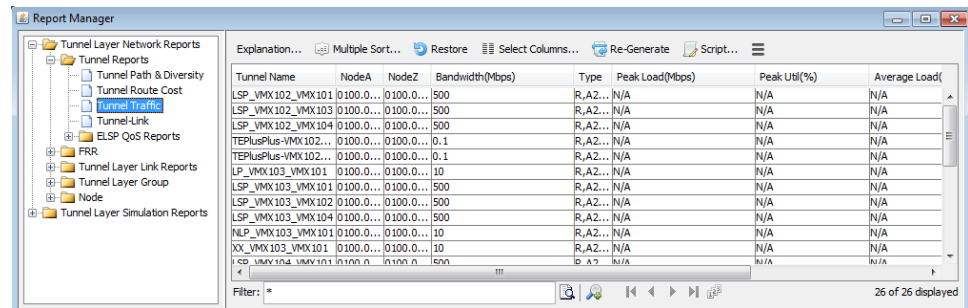 Report Manager
Tunnel Layer Network Reports
Tunnel Reports
Tunnel Path & Diversity
Tunnel Route Cost
Tunnel Traffic
Tunnel-Link
ELSP QoS Reports
FRR
Tunnel Layer Link Reports
Tunnel Layer Group
Node
Tunnel Layer Simulation Reports
Explanation... Multiple Sort... Restore Select Columns... Re-Generate Script...
Tunnel Name NodeA NodeZ Bandwidth(Mbps) Type Peak Load(Mbps) Peak Util(%) Average Load(
LSP_VMX102_VMX101 0100.0... 0100.0... 500 R,A2... N/A N/A N/A
LSP_VMX102_VMX103 0100.0... 0100.0... 500 R,A2... N/A N/A N/A
LSP_VMX102_VMX104 0100.0... 0100.0... 500 R,A2... N/A N/A N/A
TEPlusPlus-VMX102... 0100.0... 0100.0... 0.1 R,A2... N/A N/A N/A
TEPlusPlus-VMX102... 0100.0... 0100.0... 0.1 R,A2... N/A N/A N/A
LP_VMX103_VMX101 0100.0... 0100.0... 10 R,A2... N/A N/A N/A
LSP_VMX103_VMX101 0100.0... 0100.0... 500 R,A2... N/A N/A N/A
LSP_VMX103_VMX102 0100.0... 0100.0... 500 R,A2... N/A N/A N/A
LSP_VMX103_VMX104 0100.0... 0100.0... 500 R,A2... N/A N/A N/A
NLP_VMX103_VMX101 0100.0... 0100.0... 10 R,A2... N/A N/A N/A
XX_VMX103_VMX101 0100.0... 0100.0... 10 R,A2... N/A N/A N/A
LSP_VMX104_VMX101 0100.0... 0100.0... 500 R,A2... N/A N/A N/A
Filter: * 26 of 26 displayed